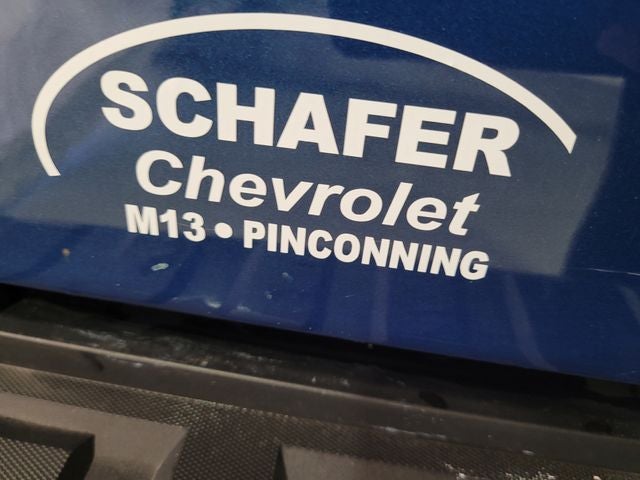 SCHAFER
Chevrolet
M13 • PINCONNING